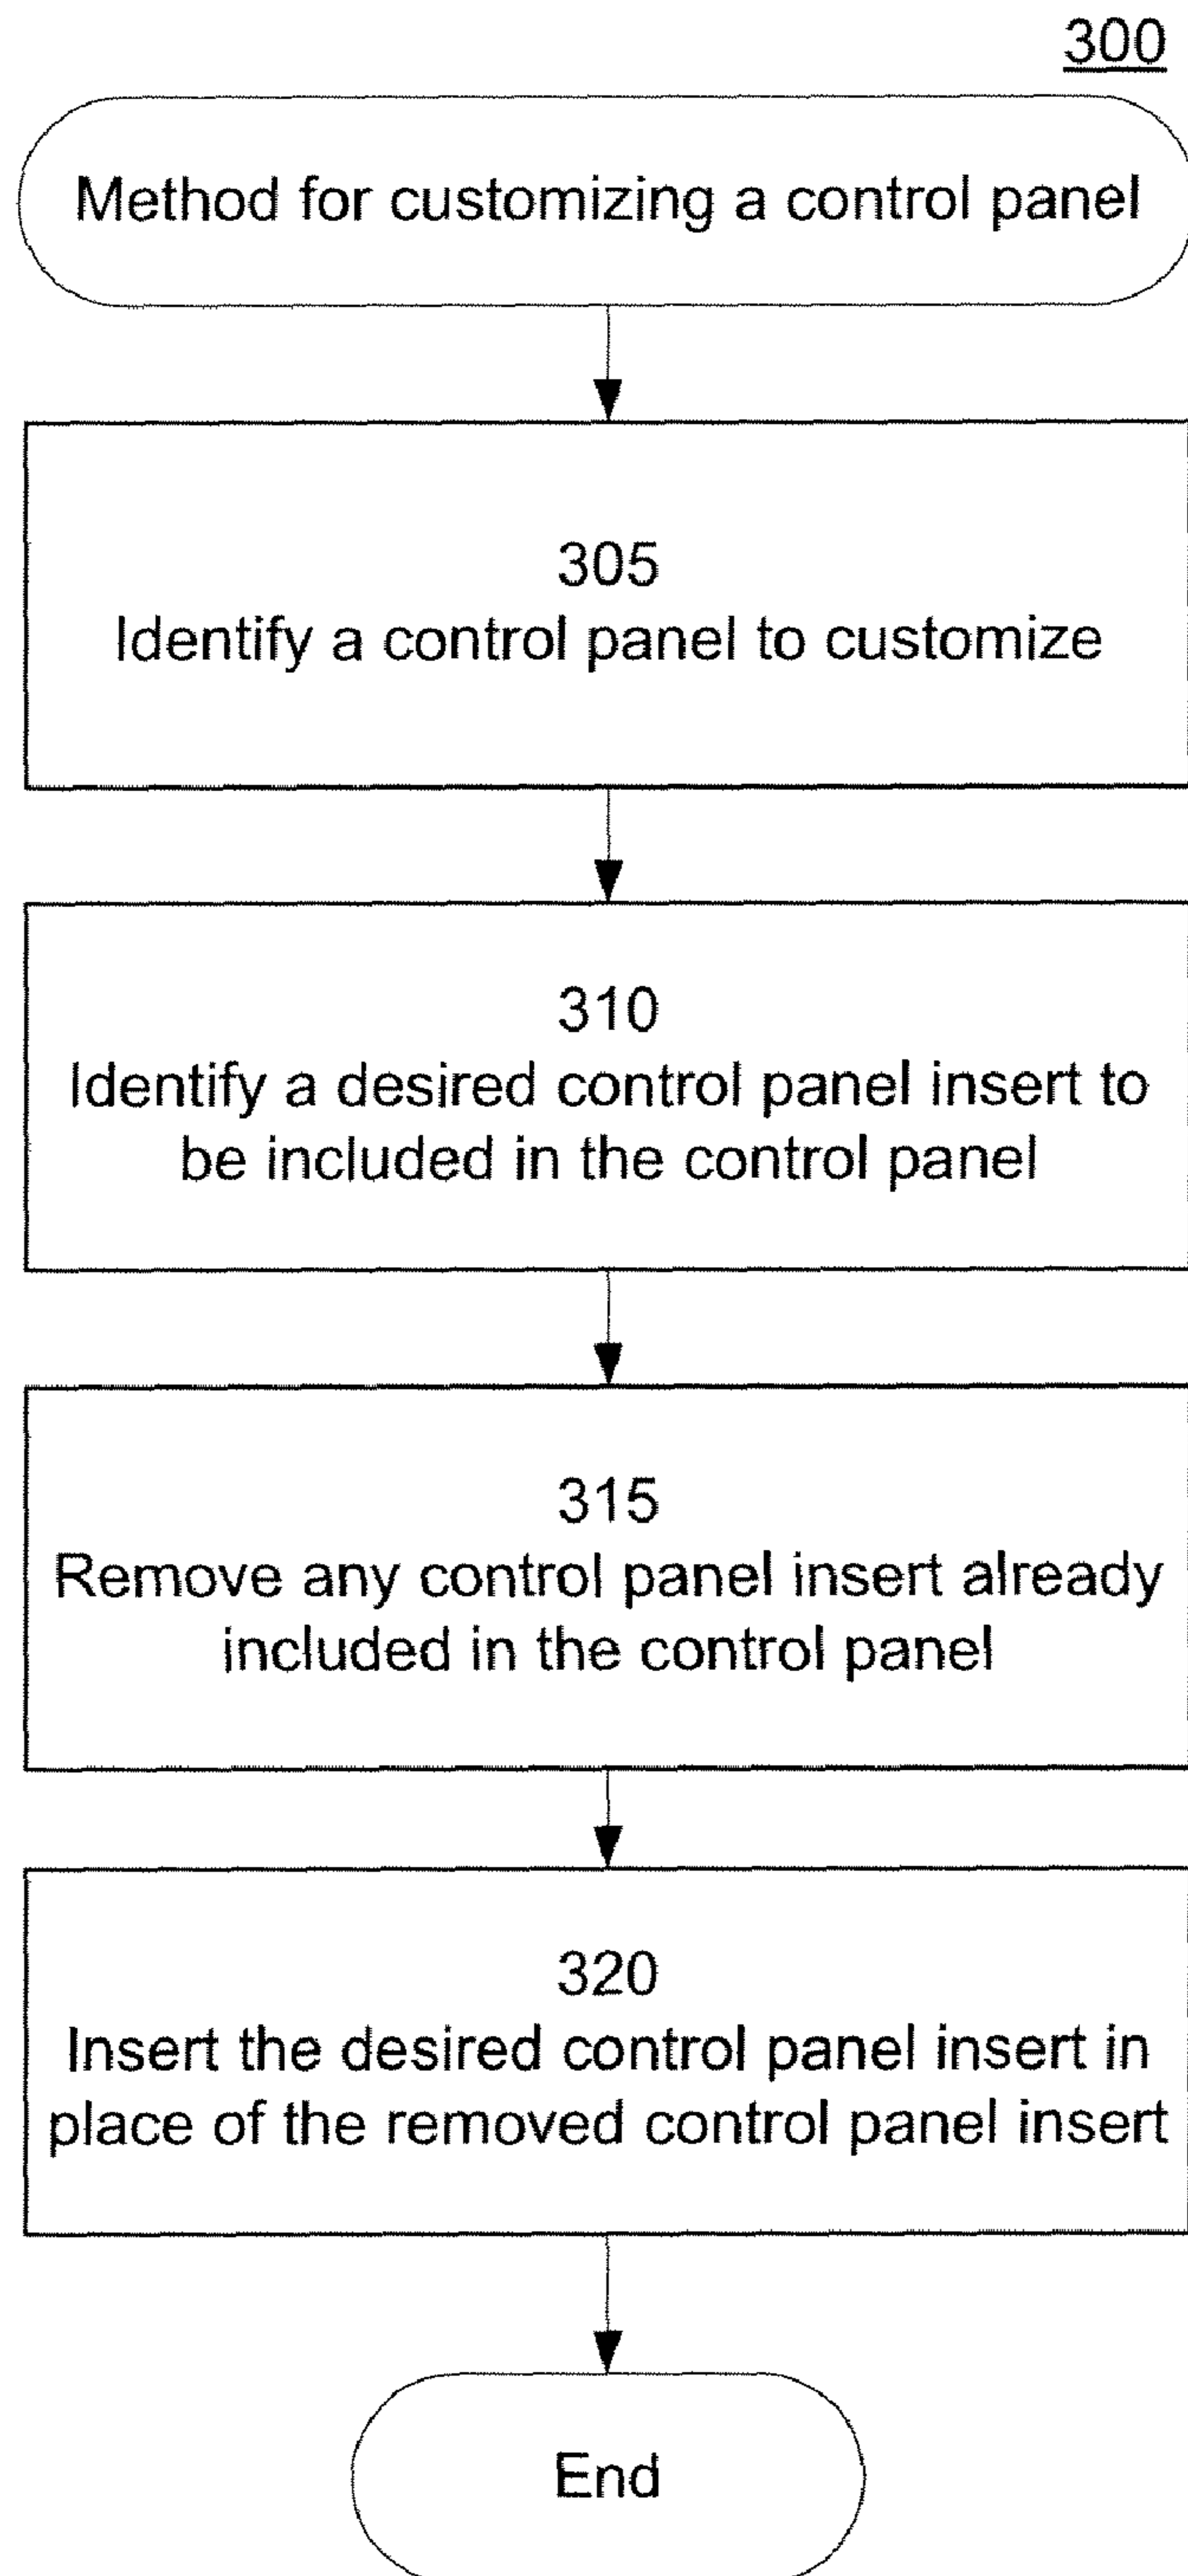 300
Method for customizing a control panel
305
Identify a control panel to customize
310
Identify a desired control panel insert to
be included in the control panel
315
Remove any control panel insert already
included in the control panel
320
Insert the desired control panel insert in
place of the removed control panel insert
End